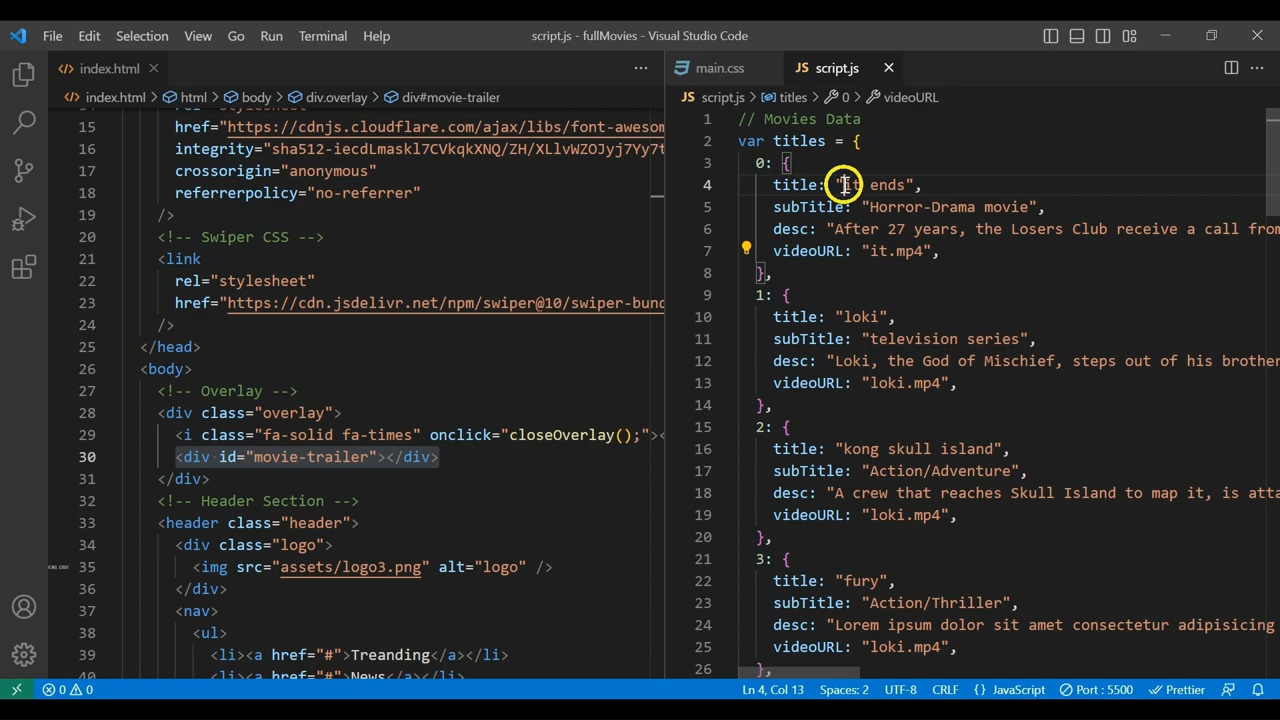 File Edit Selection View Go Run Terminal Help script.js - fullMovies - Visual Studio Code
index.html
index.html > html > body > div.overlay > div#movie-trailer
15 href="https://cdnjs.cloudflare.com/ajax/libs/font-awesom
16 integrity="sha512-iecdLmaskl7CVkqkXNQ/ZH/XLlvWZOJyj7Yy7t
17 crossorigin="anonymous"
18 referrerpolicy="no-referrer"
19 />
20 <!-- Swiper CSS -->
21 <link
22 rel="stylesheet"
23 href="https://cdn.jsdelivr.net/npm/swiper@10/swiper-bund
24 />
25 </head>
26 <body>
27 <!-- Overlay -->
28 <div class="overlay">
29 <i class="fa-solid fa-times" onclick="closeOverlay();"><
30 <div id="movie-trailer"></div>
31 </div>
32 <!-- Header Section -->
33 <header class="header">
34 <div class="logo">
35 <img src="assets/logo3.png" alt="logo" />
36 </div>
37 <nav>
38 <ul>
39 <li><a href="#">Treanding</a></li>
40 <li><a href="#">News</a></li>
main.css JS script.js
JS script.js > titles > 0 > videoURL
1 // Movies Data
2 var titles = {
3 0: {
4 title: "it ends",
5 subTitle: "Horror-Drama movie",
6 desc: "After 27 years, the Losers Club receive a call from
7 videoURL: "it.mp4",
8 },
9 1: {
10 title: "loki",
11 subTitle: "television series",
12 desc: "Loki, the God of Mischief, steps out of his brother
13 videoURL: "loki.mp4",
14 },
15 2: {
16 title: "kong skull island",
17 subTitle: "Action/Adventure",
18 desc: "A crew that reaches Skull Island to map it, is atta
19 videoURL: "loki.mp4",
20 },
21 3: {
22 title: "fury",
23 subTitle: "Action/Thriller",
24 desc: "Lorem ipsum dolor sit amet consectetur adipisicing
25 videoURL: "loki.mp4",
26 },
0 0 Ln 4, Col 13 Spaces: 2 UTF-8 CRLF {} JavaScript Port : 5500 Prettier